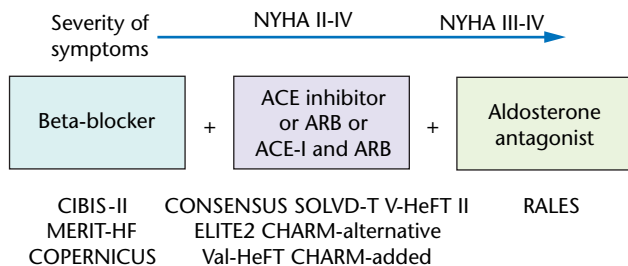 Severity of symptoms
NYHA II-IV
NYHA III-IV
Beta-blocker
+
ACE inhibitor
or ARB or
ACE-I and ARB
+
Aldosterone
antagonist
CIBIS-II
MERIT-HF
COPERNICUS
CONSENSUS SOLVD-T V-HeFT II
ELITE2 CHARM-alternative
Val-HeFT CHARM-added
RALES